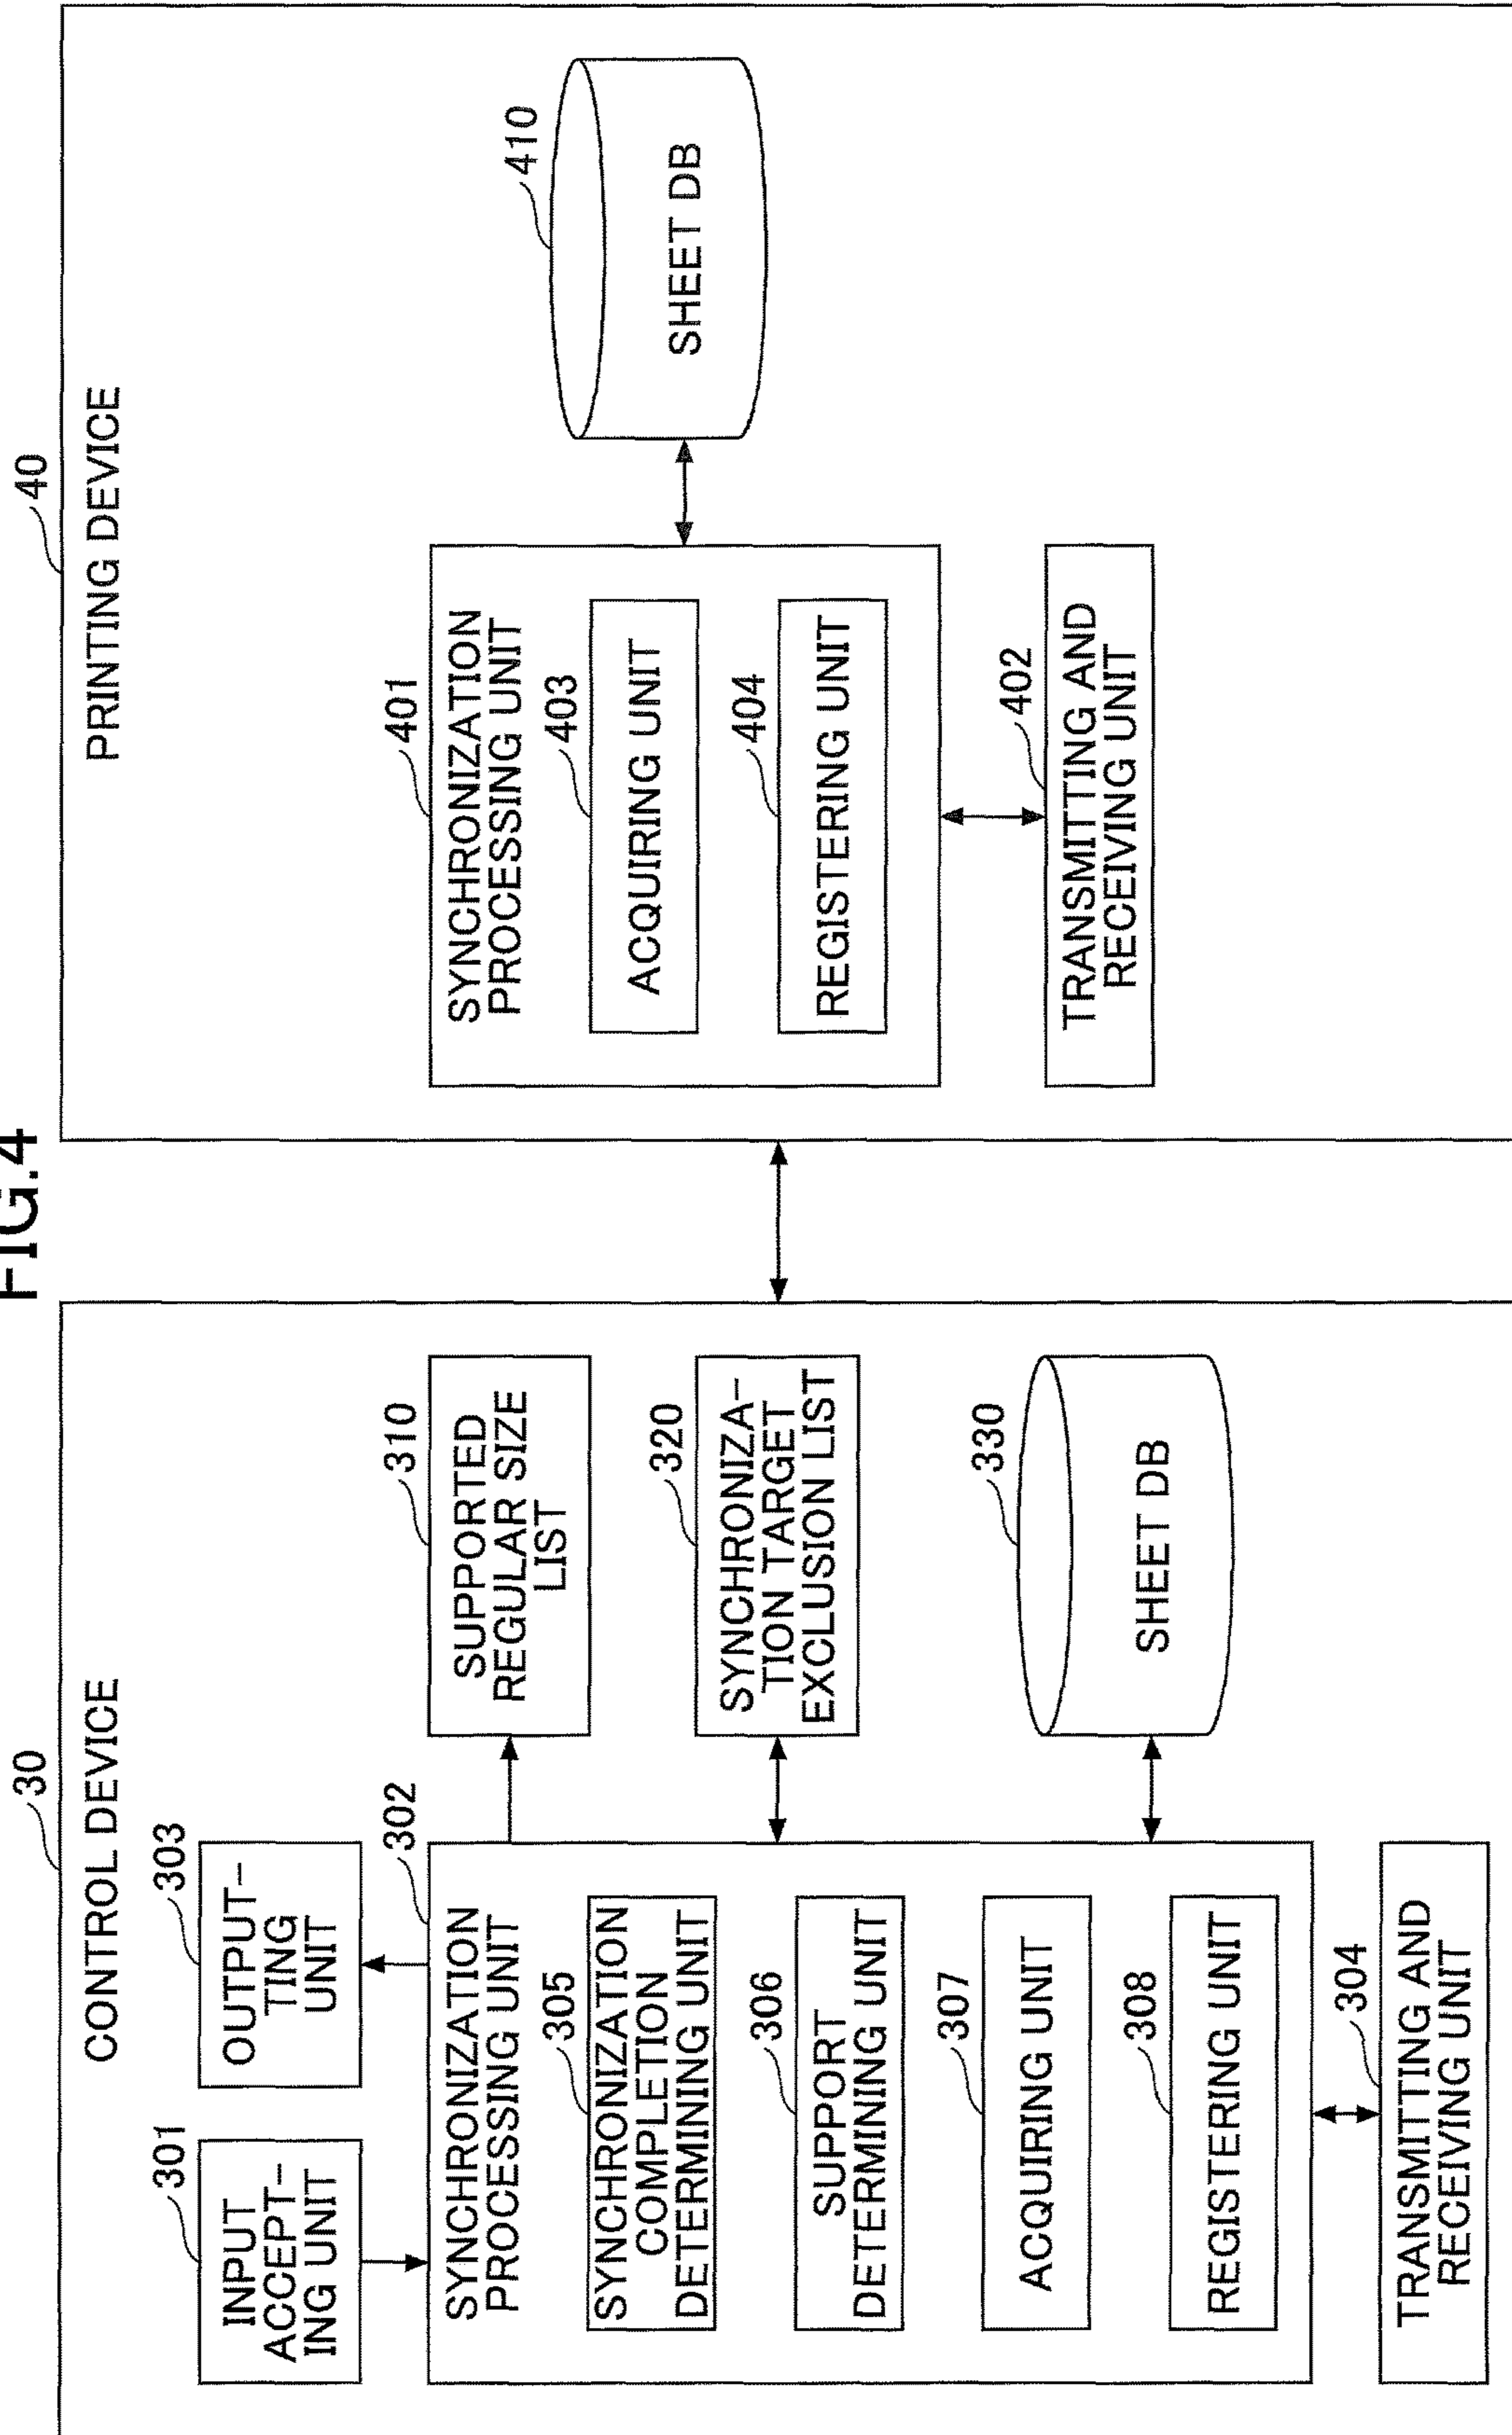 FIG.4
30
CONTROL DEVICE
301
INPUT
ACCEPT-
ING UNIT
303
OUTPUT-
TING
UNIT
302
SYNCHRONIZATION
PROCESSING UNIT
305
SYNCHRONIZATION
COMPLETION
DETERMINING UNIT
306
SUPPORT
DETERMINING UNIT
307
ACQUIRING UNIT
308
REGISTERING UNIT
304
TRANSMITTING AND
RECEIVING UNIT
310
SUPPORTED
REGULAR SIZE
LIST
320
SYNCHRONIZA-
TION TARGET
EXCLUSION LIST
330
SHEET DB
40
PRINTING DEVICE
401
SYNCHRONIZATION
PROCESSING UNIT
403
ACQUIRING UNIT
404
REGISTERING UNIT
402
TRANSMITTING AND
RECEIVING UNIT
410
SHEET DB